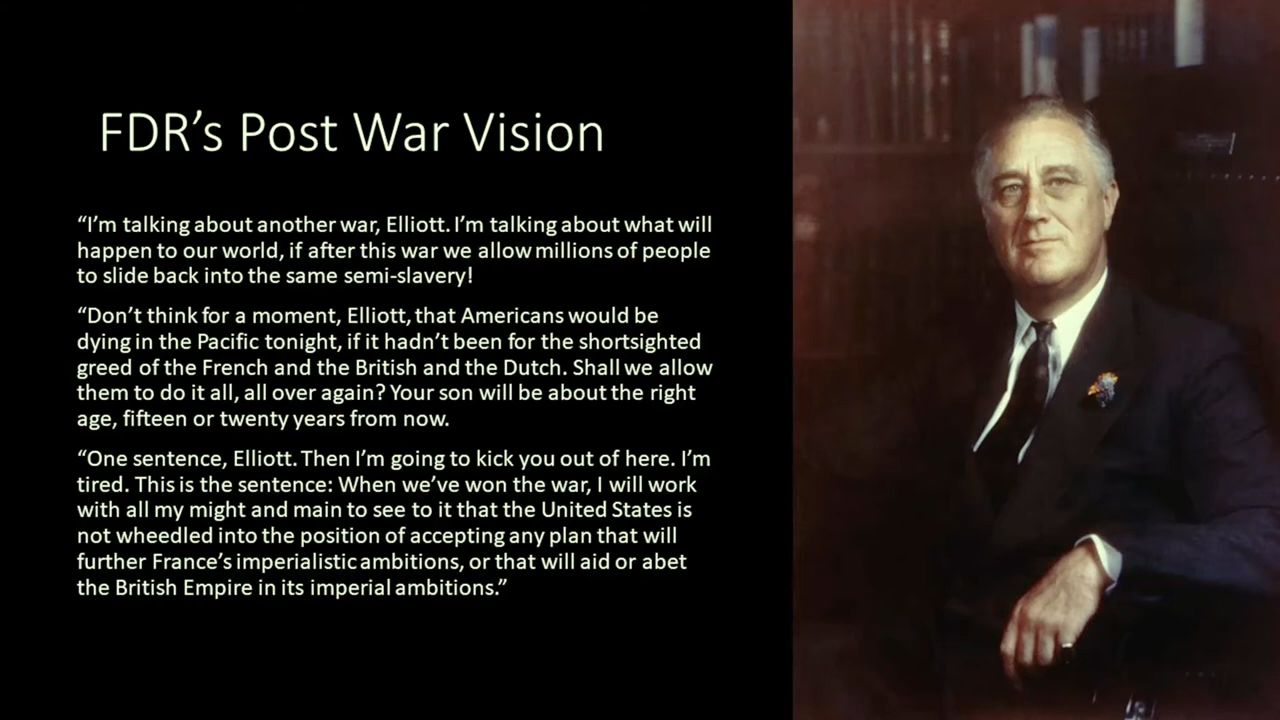 FDR’s Post War Vision
“I’m talking about another war, Elliott. I’m talking about what will
happen to our world, if after this war we allow millions of people
to slide back into the same semi-slavery!
“Don’t think for a moment, Elliott, that Americans would be
dying in the Pacific tonight, if it hadn’t been for the shortsighted
greed of the French and the British and the Dutch. Shall we allow
them to do it all, all over again? Your son will be about the right
age, fifteen or twenty years from now.
“One sentence, Elliott. Then I’m going to kick you out of here. I’m
tired. This is the sentence: When we’ve won the war, I will work
with all my might and main to see to it that the United States is
not wheedled into the position of accepting any plan that will
further France’s imperialistic ambitions, or that will aid or abet
the British Empire in its imperial ambitions.”